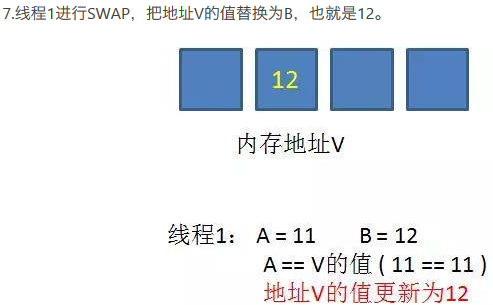 7.线程1进行SWAP，把地址V的值替换为B，也就是12。
12
内存地址V
线程1： A = 11 B = 12
A == V的值 ( 11 == 11 )
地址V的值更新为12